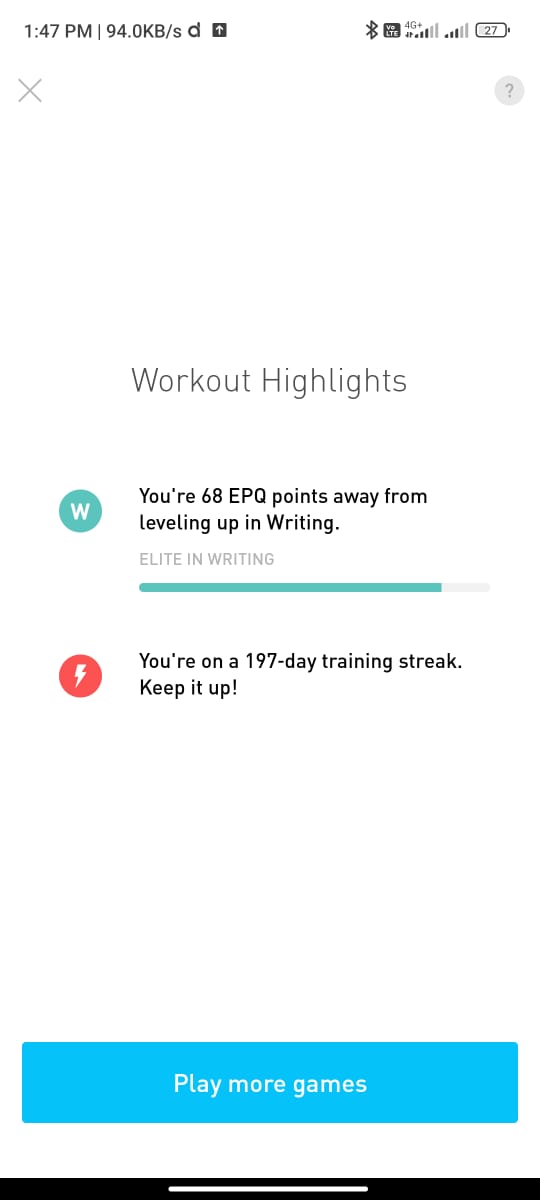 1:47 PM | 94.0KB/s d
Vo LTE 4G+ 27
?
Workout Highlights
W
You're 68 EPQ points away from
leveling up in Writing.
ELITE IN WRITING
You're on a 197-day training streak.
Keep it up!
Play more games